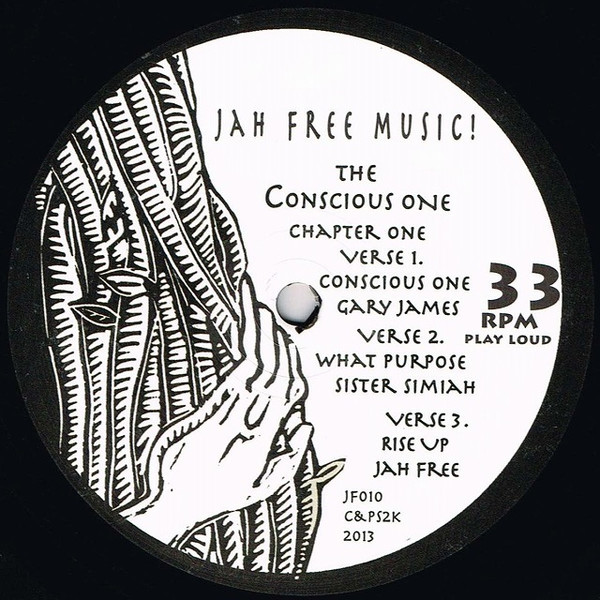 JAH FREE MUSIC!
THE
CONSCIOUS ONE
CHAPTER ONE
VERSE 1.
CONSCIOUS ONE
GARY JAMES
33
RPM
PLAY LOUD
VERSE 2.
WHAT PURPOSE
SISTER SIMIAH
VERSE 3.
RISE UP
JAH FREE
JF010
C&PS2K
2013